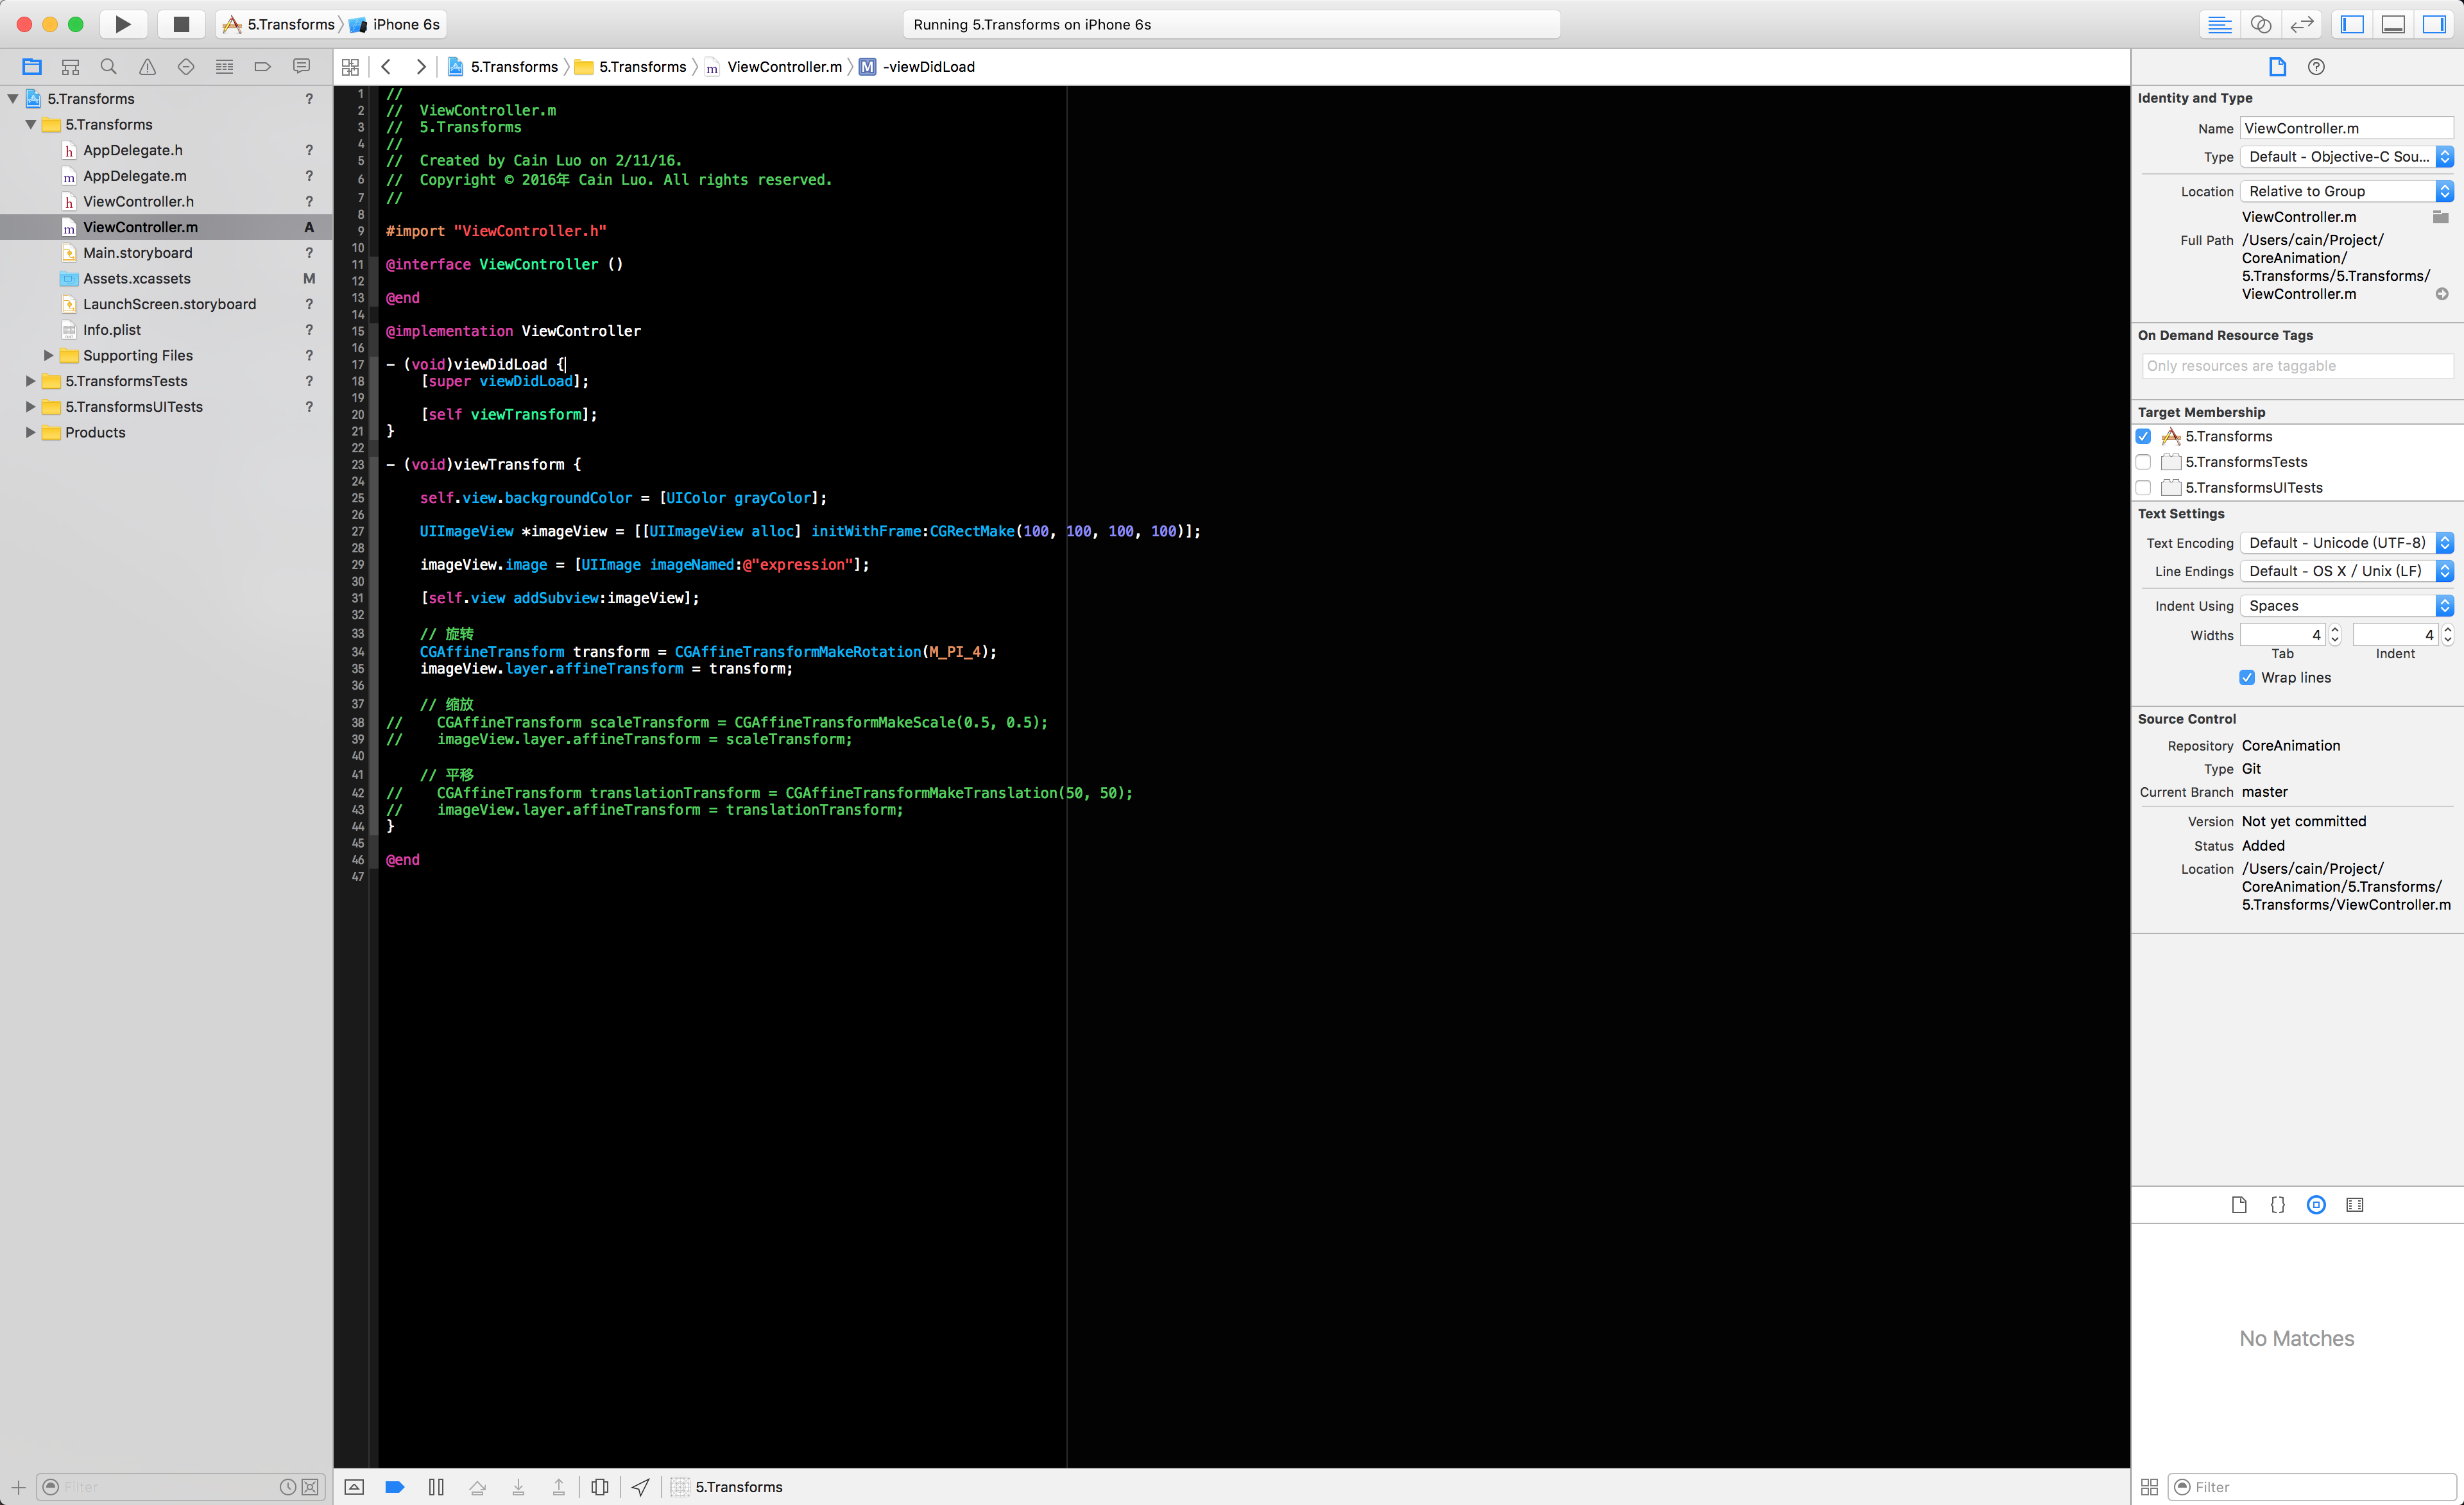 5.Transforms
iPhone 6s
Running 5.Transforms on iPhone 6s
5.Transforms
5.Transforms
ViewController.m
M
-viewDidLoad
5.Transforms ?
5.Transforms
h AppDelegate.h ?
m AppDelegate.m ?
h ViewController.h ?
m ViewController.m A
Main.storyboard ?
Assets.xcassets M
LaunchScreen.storyboard ?
Info.plist ?
Supporting Files ?
5.TransformsTests ?
5.TransformsUITests ?
Products
Filter
1 //
2 //  ViewController.m
3 //  5.Transforms
4 //
5 //  Created by Cain Luo on 2/11/16.
6 //  Copyright © 2016年 Cain Luo. All rights reserved.
7 //
8
9 #import "ViewController.h"
10
11 @interface ViewController ()
12
13 @end
14
15 @implementation ViewController
16
17 - (void)viewDidLoad {
18     [super viewDidLoad];
19
20     [self viewTransform];
21 }
22
23 - (void)viewTransform {
24
25     self.view.backgroundColor = [UIColor grayColor];
26
27     UIImageView *imageView = [[UIImageView alloc] initWithFrame:CGRectMake(100, 100, 100, 100)];
28
29     imageView.image = [UIImage imageNamed:@"expression"];
30
31     [self.view addSubview:imageView];
32
33     // 旋转
34     CGAffineTransform transform = CGAffineTransformMakeRotation(M_PI_4);
35     imageView.layer.affineTransform = transform;
36
37     // 缩放
38 //    CGAffineTransform scaleTransform = CGAffineTransformMakeScale(0.5, 0.5);
39 //    imageView.layer.affineTransform = scaleTransform;
40
41     // 平移
42 //    CGAffineTransform translationTransform = CGAffineTransformMakeTranslation(50, 50);
43 //    imageView.layer.affineTransform = translationTransform;
44 }
45
46 @end
47
5.Transforms
Identity and Type
Name ViewController.m
Type Default - Objective-C Sou...
Location Relative to Group
ViewController.m
Full Path /Users/cain/Project/
CoreAnimation/
5.Transforms/5.Transforms/
ViewController.m
On Demand Resource Tags
Only resources are taggable
Target Membership
5.Transforms
5.TransformsTests
5.TransformsUITests
Text Settings
Text Encoding Default - Unicode (UTF-8)
Line Endings Default - OS X / Unix (LF)
Indent Using Spaces
Widths 4 4
Tab Indent
Wrap lines
Source Control
Repository CoreAnimation
Type Git
Current Branch master
Version Not yet committed
Status Added
Location /Users/cain/Project/
CoreAnimation/5.Transforms/
5.Transforms/ViewController.m
{}
No Matches
Filter